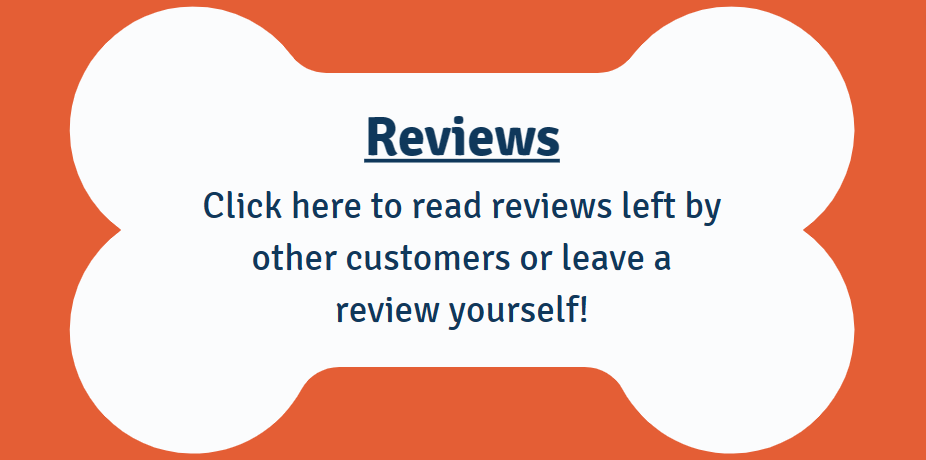 Reviews
Click here to read reviews left by
other customers or leave a
review yourself!